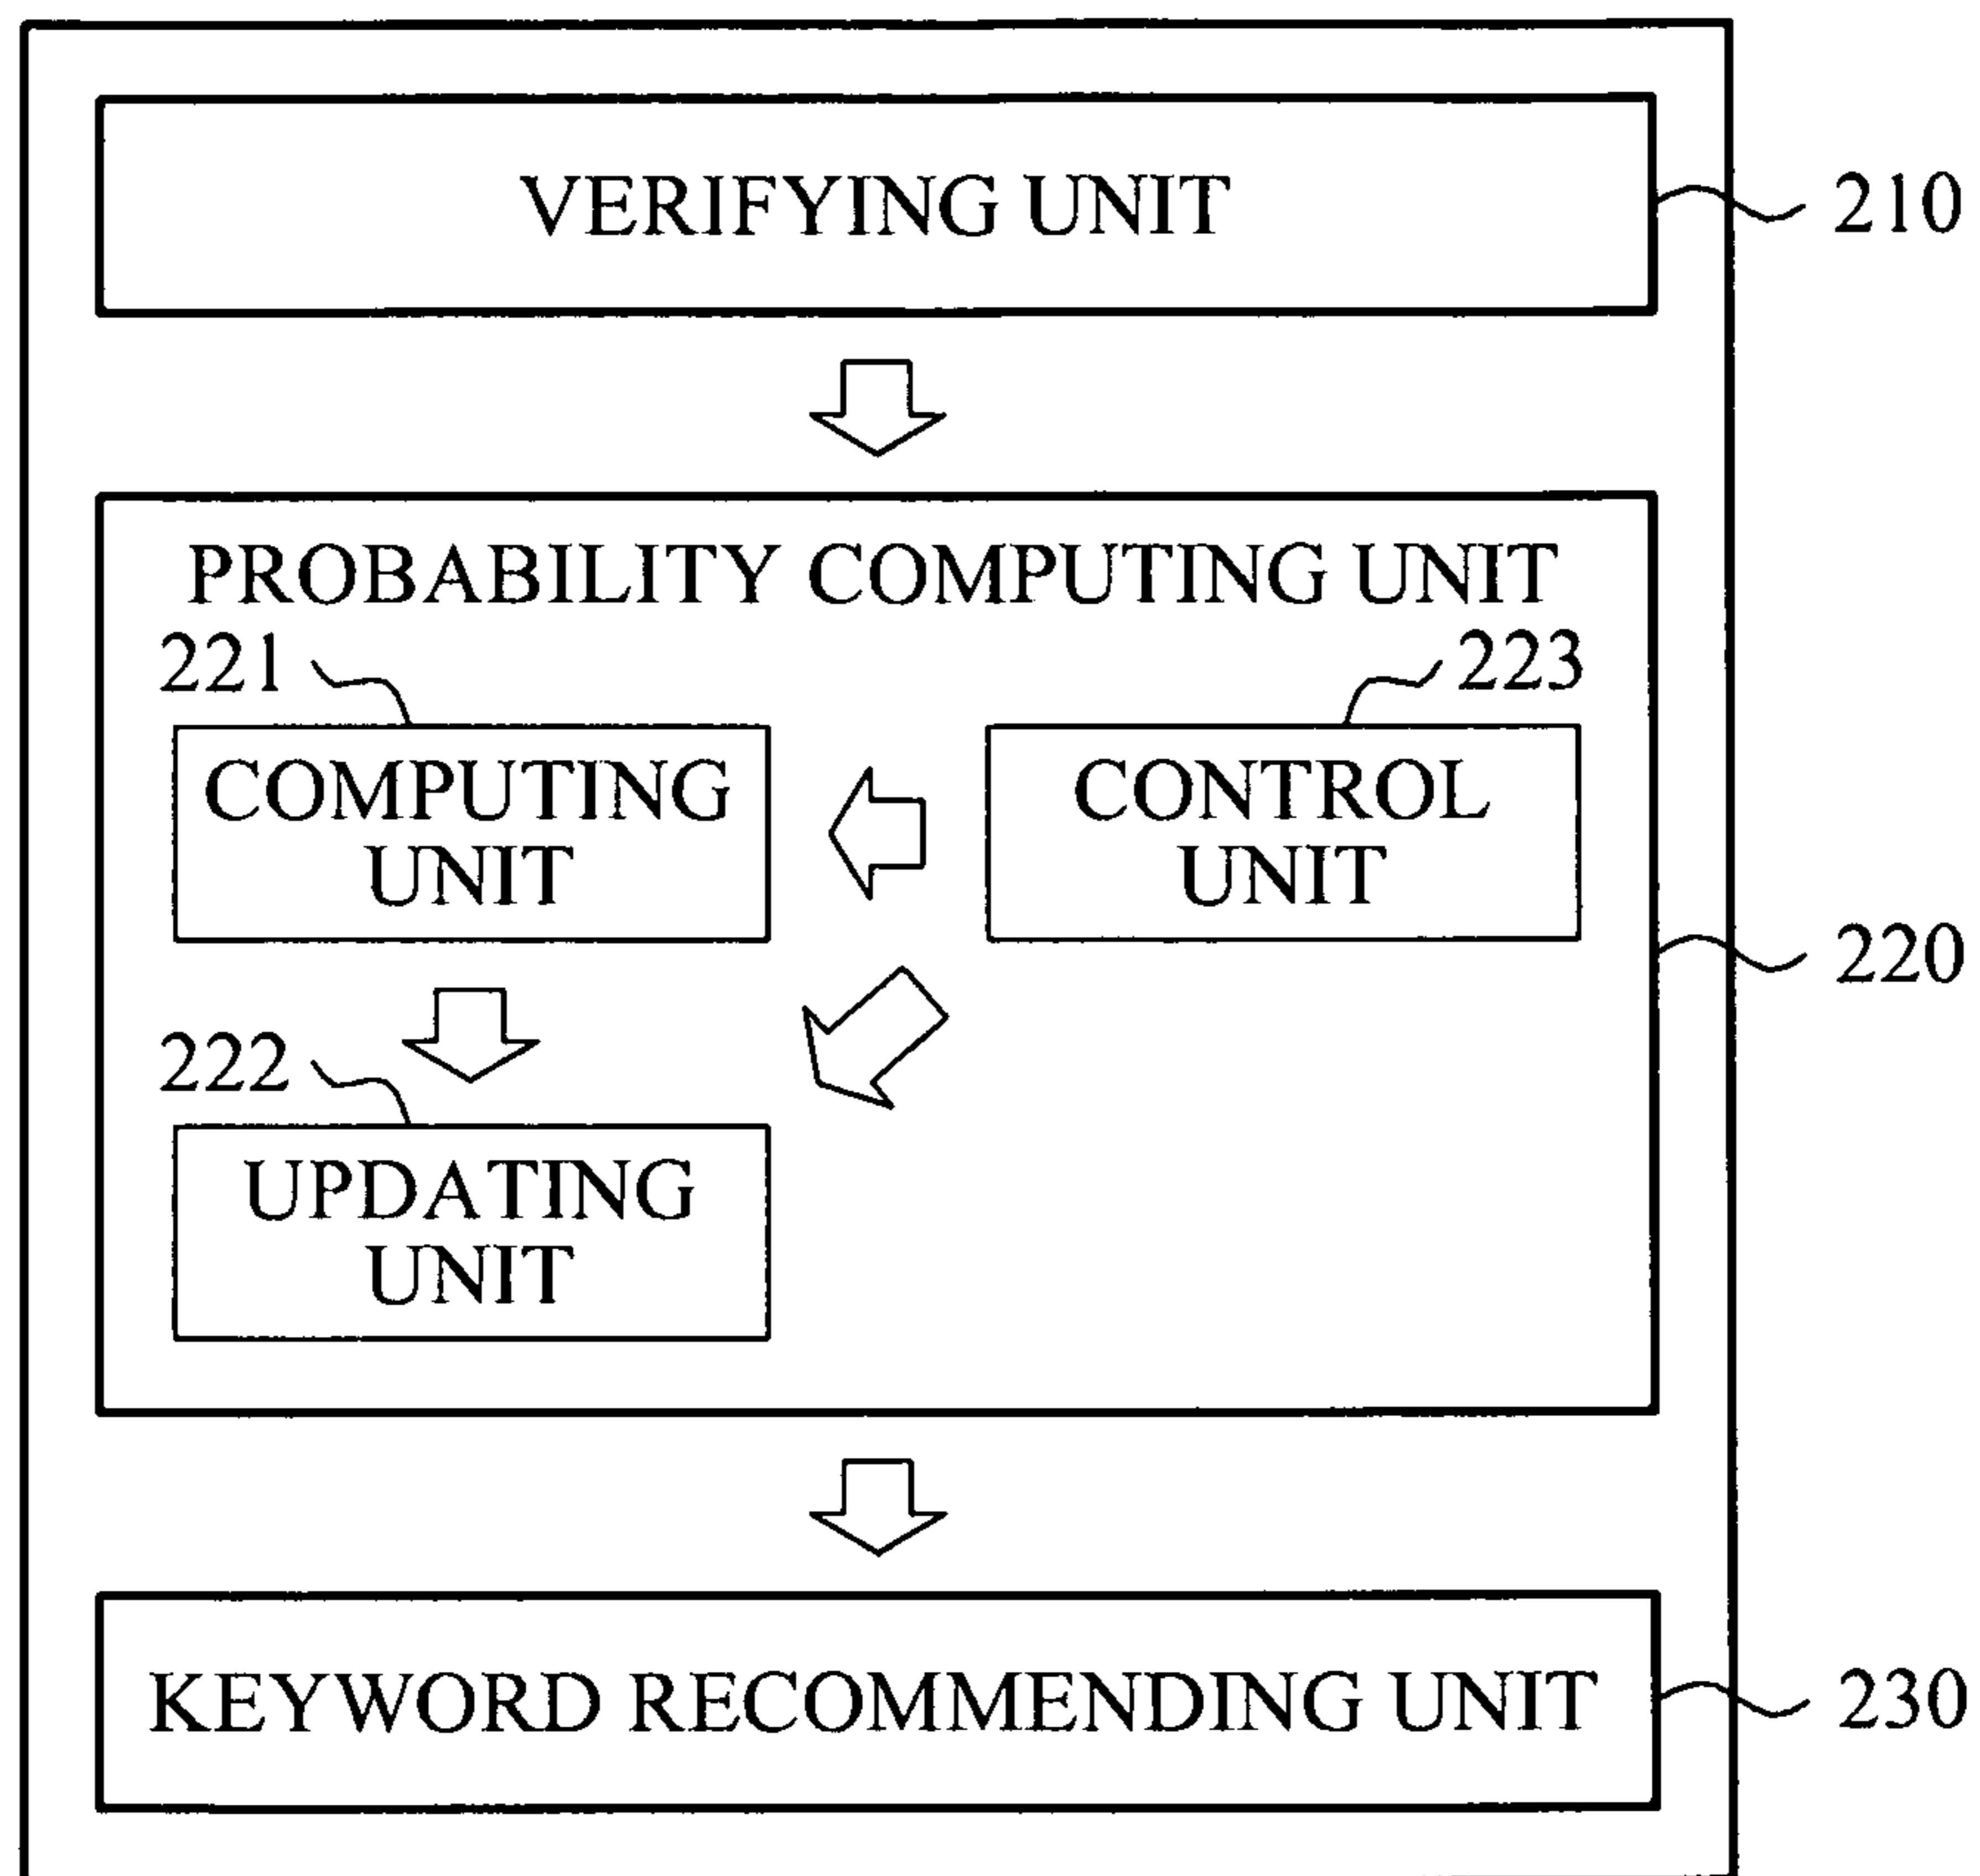 VERIFYING UNIT
210
PROBABILITY COMPUTING UNIT
221
223
COMPUTING
UNIT
CONTROL
UNIT
220
222
UPDATING
UNIT
KEYWORD RECOMMENDING UNIT
230